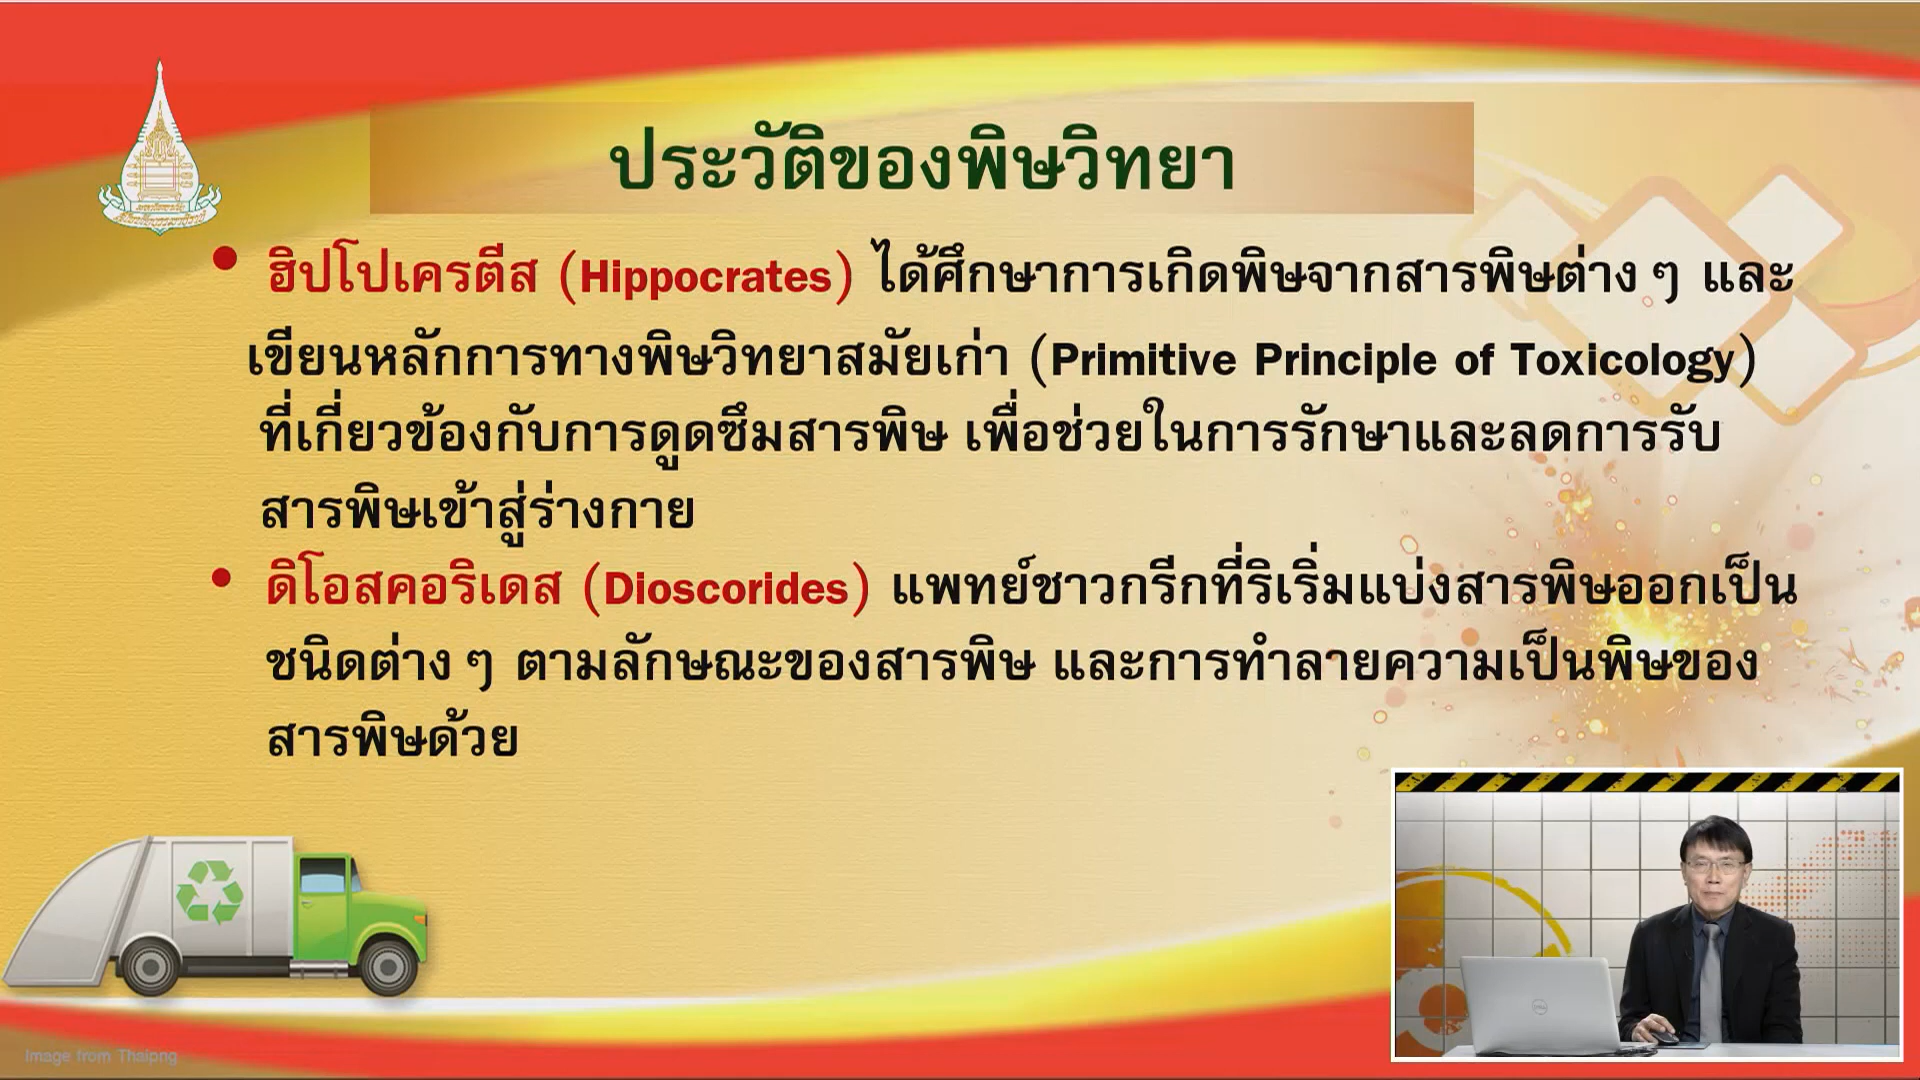 ประวัติของพิษวิทยา
• ฮิปโปเครตีส (Hippocrates) ได้ศึกษาการเกิดพิษจากสารพิษต่าง ๆ และ
เขียนหลักการทางพิษวิทยาสมัยเก่า (Primitive Principle of Toxicology)
ที่เกี่ยวข้องกับการดูดซึมสารพิษ เพื่อช่วยในการรักษาและลดการรับ
สารพิษเข้าสู่ร่างกาย
• ดิโอสคอริเดส (Dioscorides) แพทย์ชาวกรีกที่ริเริ่มแบ่งสารพิษออกเป็น
ชนิดต่าง ๆ ตามลักษณะของสารพิษ และการทำลายความเป็นพิษของ
สารพิษด้วย
Image from Thaipng